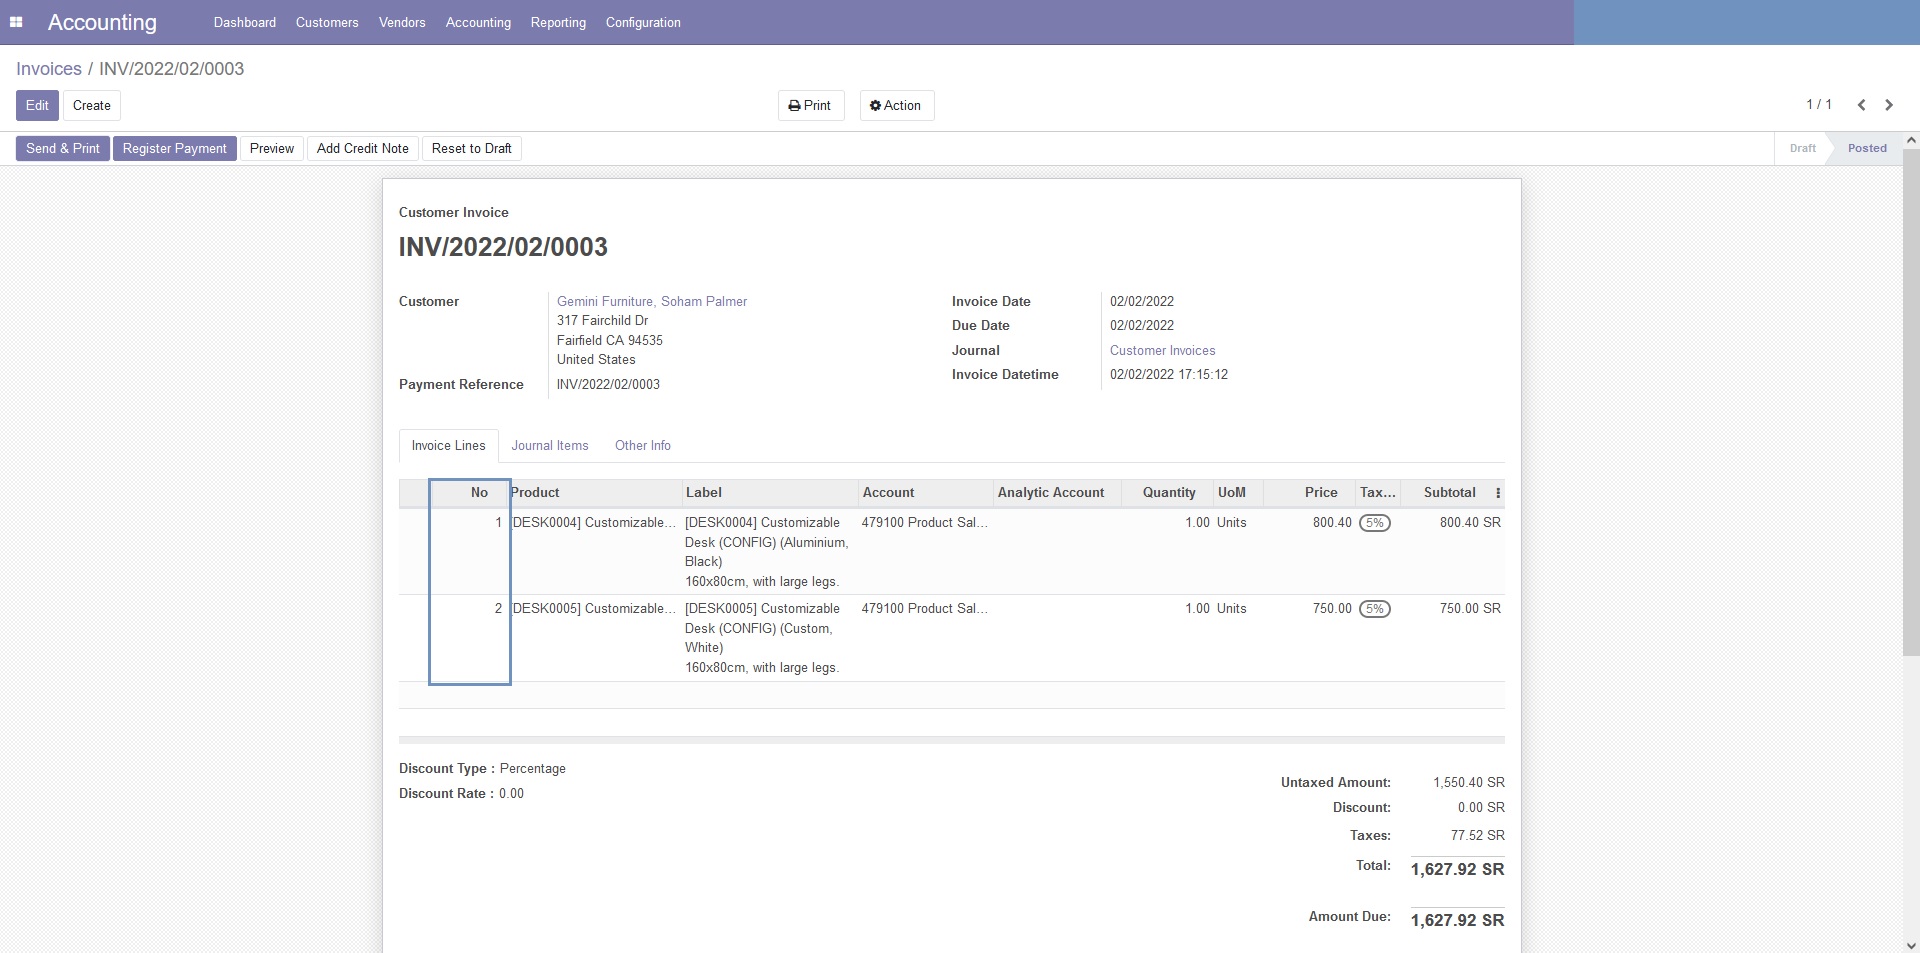 Accounting Dashboard Customers Vendors Accounting Reporting Configuration
Invoices / INV/2022/02/0003
Edit Create Print Action 1 / 1
Send & Print Register Payment Preview Add Credit Note Reset to Draft Draft Posted
Customer Invoice
INV/2022/02/0003
Customer Gemini Furniture, Soham Palmer Invoice Date 02/02/2022
317 Fairchild Dr Due Date 02/02/2022
Fairfield CA 94535 Journal Customer Invoices
United States
Payment Reference INV/2022/02/0003 Invoice Datetime 02/02/2022 17:15:12
Invoice Lines Journal Items Other Info
No Product Label Account Analytic Account Quantity UoM Price Tax... Subtotal
1 [DESK0004] Customizable... [DESK0004] Customizable 479100 Product Sal... 1.00 Units 800.40 5% 800.40 SR
Desk (CONFIG) (Aluminium,
Black)
160x80cm, with large legs.
2 [DESK0005] Customizable... [DESK0005] Customizable 479100 Product Sal... 1.00 Units 750.00 5% 750.00 SR
Desk (CONFIG) (Custom,
White)
160x80cm, with large legs.
Discount Type : Percentage
Discount Rate : 0.00
Untaxed Amount: 1,550.40 SR
Discount: 0.00 SR
Taxes: 77.52 SR
Total: 1,627.92 SR
Amount Due: 1,627.92 SR